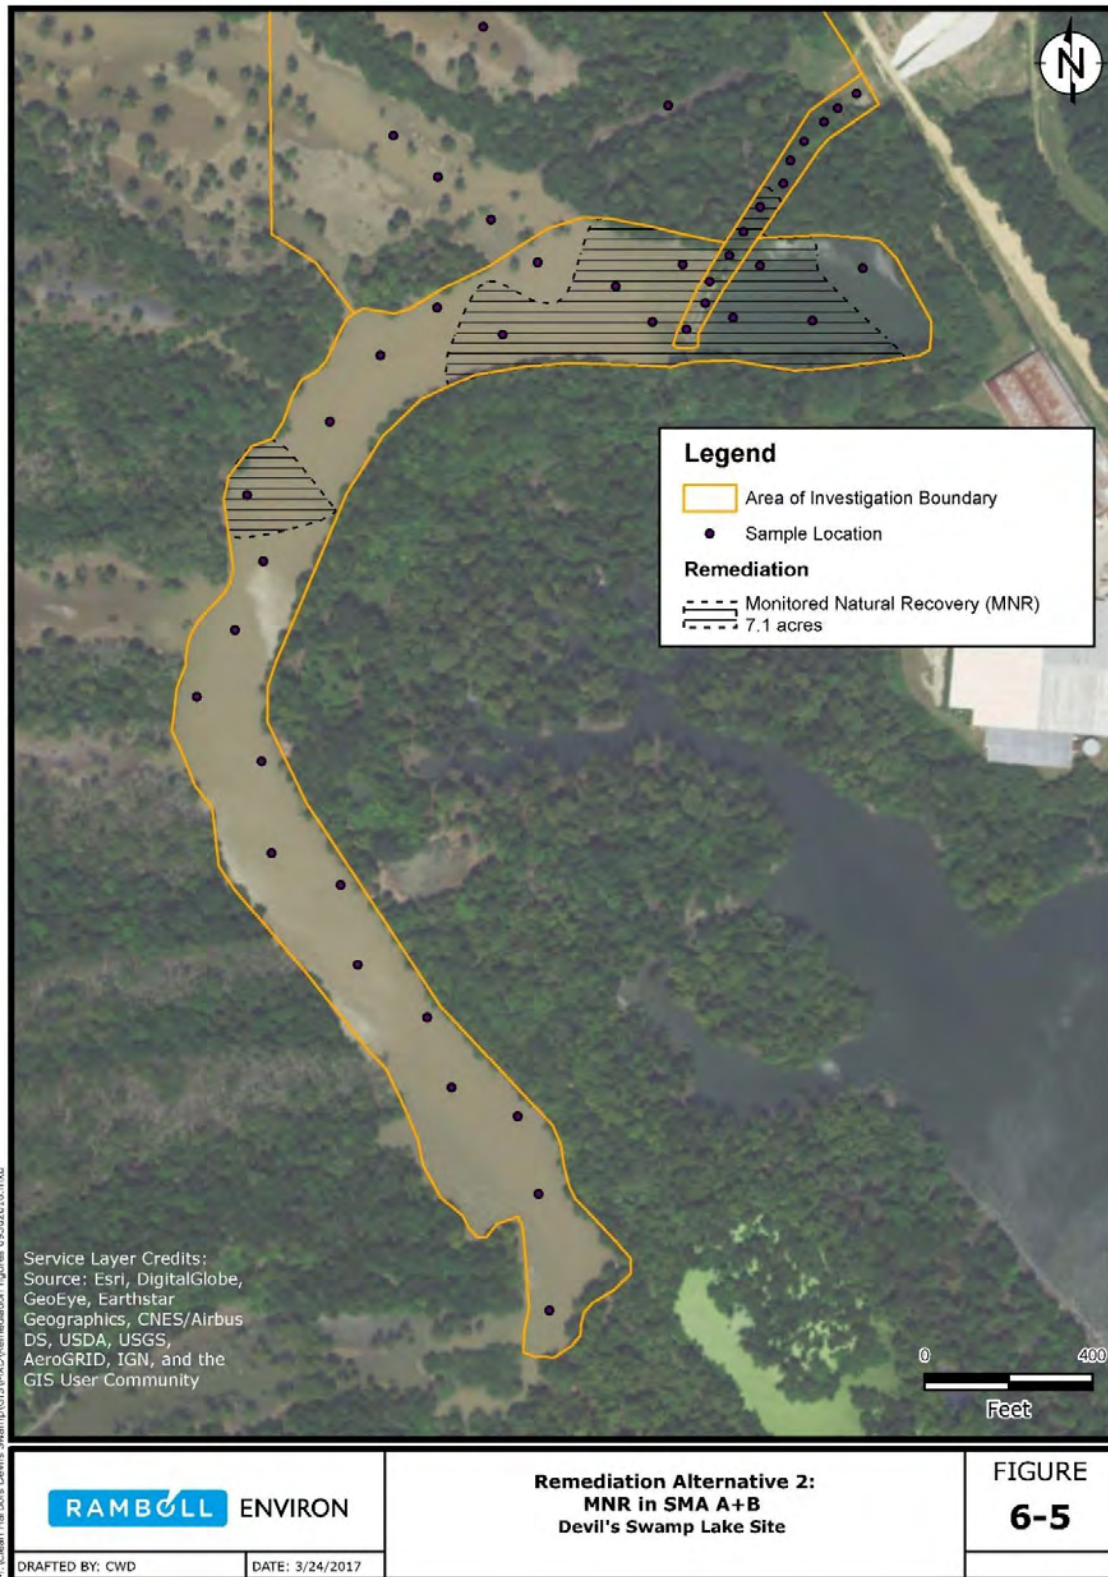 N
Legend
Area of Investigation Boundary
Sample Location
Remediation
Monitored Natural Recovery (MNR)
7.1 acres
Service Layer Credits:
Source: Esri, DigitalGlobe,
GeoEye, Earthstar
Geographics, CNES/Airbus
DS, USDA, USGS,
AeroGRID, IGN, and the
GIS User Community
0 400
Feet
RAMBOLL ENVIRON
Remediation Alternative 2:
MNR in SMA A+B
Devil's Swamp Lake Site
FIGURE
6-5
DRAFTED BY: CWD
DATE: 3/24/2017